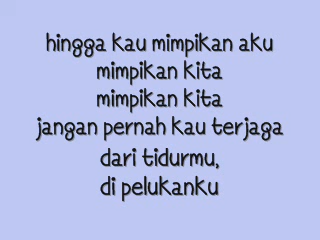 hingga kau mimpikan aku
mimpikan kita
mimpikan kita
jangan pernah kau terjaga
dari tidurmu,
di pelukanku